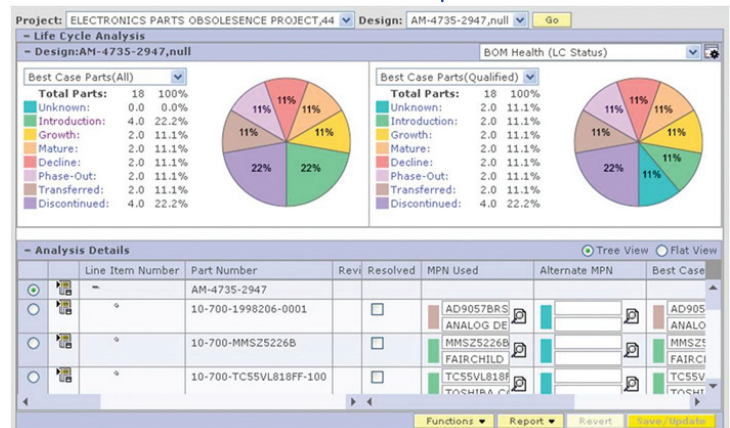 Project: ELECTRONICS PARTS OBSOLESENCE PROJECT,44 Design: AM-4735-2947,null Go
− Life Cycle Analysis
− Design:AM-4735-2947,null BOM Health (LC Status)
Best Case Parts(All)
Total Parts: 18 100%
Unknown: 0.0 0.0%
Introduction: 4.0 22.2%
Growth: 2.0 11.1%
Mature: 2.0 11.1%
Decline: 2.0 11.1%
Phase-Out: 2.0 11.1%
Transferred: 2.0 11.1%
Discontinued: 4.0 22.2%
11%
11% 11%
11% 11%
22% 22%
Best Case Parts(Qualified)
Total Parts: 18 100%
Unknown: 2.0 11.1%
Introduction: 2.0 11.1%
Growth: 2.0 11.1%
Mature: 2.0 11.1%
Decline: 2.0 11.1%
Phase-Out: 2.0 11.1%
Transferred: 2.0 11.1%
Discontinued: 4.0 22.2%
11%
11% 11%
11% 11%
11%
22% 11%
− Analysis Details Tree View Flat View
Line Item Number Part Number Revi Resolved MPN Used Alternate MPN Best Case
AM-4735-2947
10-700-1998206-0001 AD9057BRS AD905
ANALOG DE ANALO
10-700-MMSZ5226B MMSZ5226B MMSZ5
FAIRCHILD FAIRCI
10-700-TC55VL818FF-100 TC55VL818F TC55V
TOSHIBA CO TOSHI
Functions Report Revert Save/Update